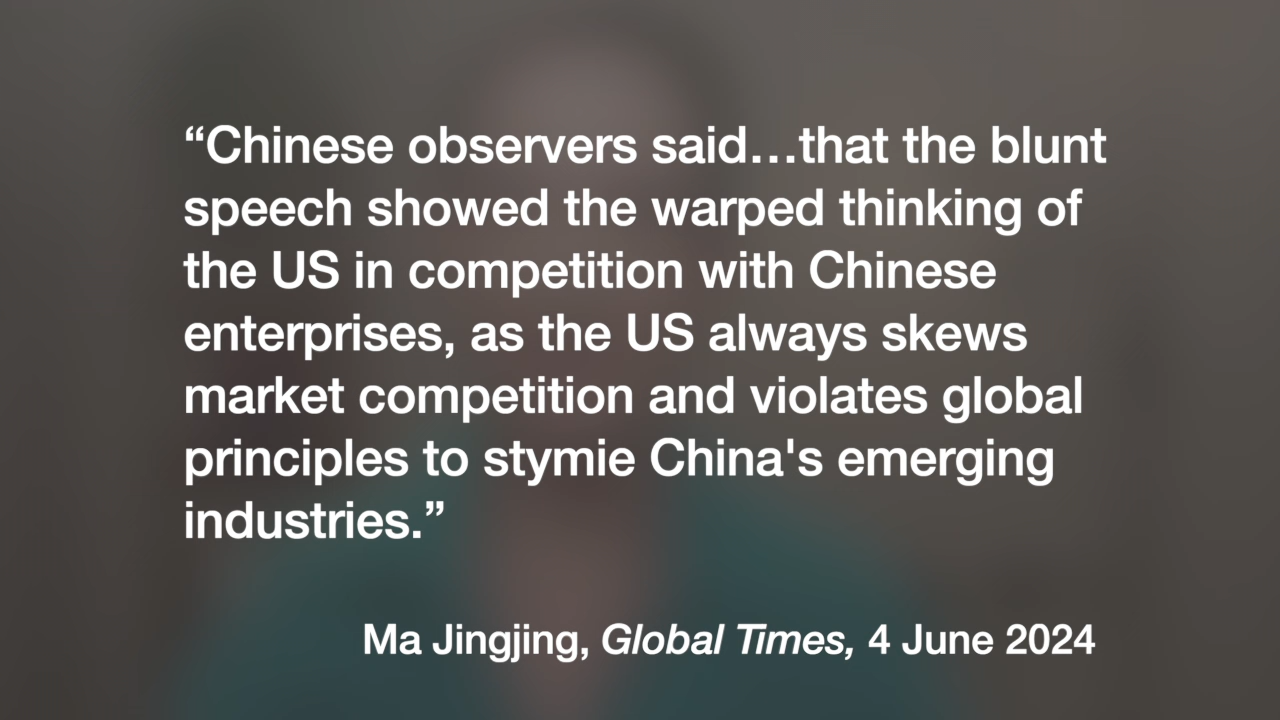 “Chinese observers said…that the blunt
speech showed the warped thinking of
the US in competition with Chinese
enterprises, as the US always skews
market competition and violates global
principles to stymie China's emerging
industries.”
Ma Jingjing, Global Times, 4 June 2024